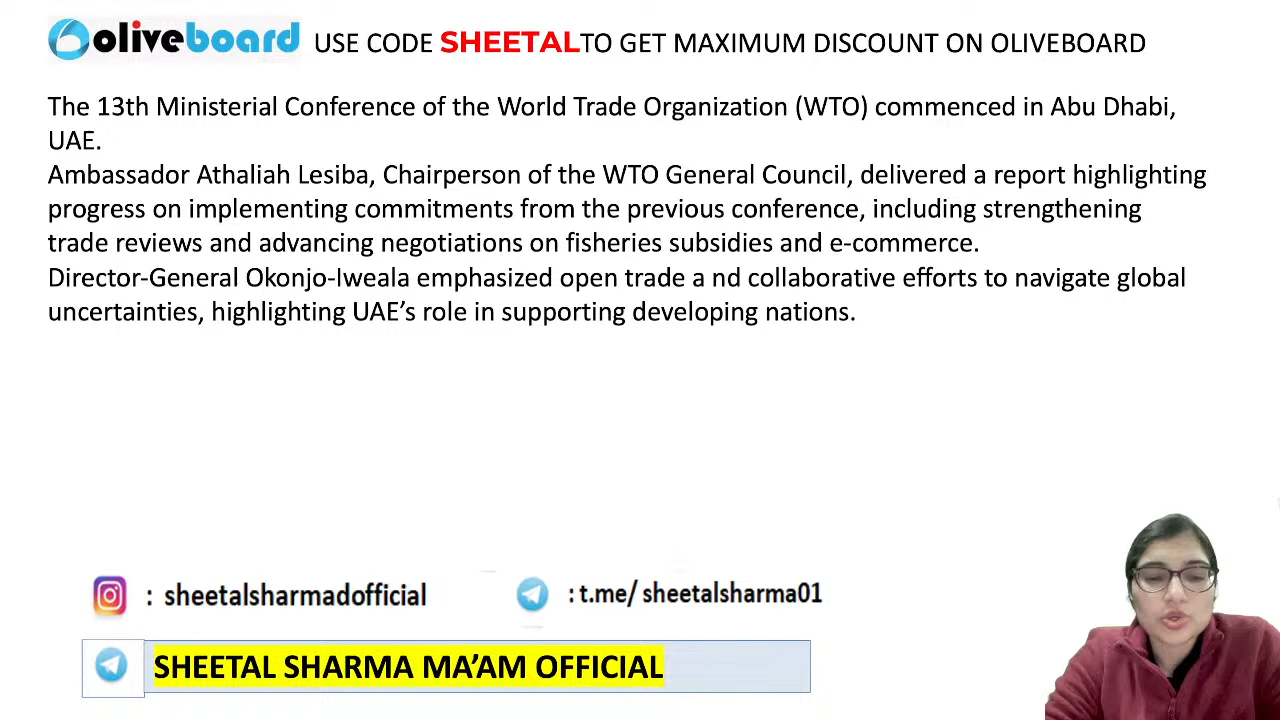 oliveboard USE CODE SHEETAL TO GET MAXIMUM DISCOUNT ON OLIVEBOARD
The 13th Ministerial Conference of the World Trade Organization (WTO) commenced in Abu Dhabi,
UAE.
Ambassador Athaliah Lesiba, Chairperson of the WTO General Council, delivered a report highlighting
progress on implementing commitments from the previous conference, including strengthening
trade reviews and advancing negotiations on fisheries subsidies and e-commerce.
Director-General Okonjo-Iweala emphasized open trade a nd collaborative efforts to navigate global
uncertainties, highlighting UAE’s role in supporting developing nations.
: sheetalsharmadofficial
: t.me/ sheetalsharma01
SHEETAL SHARMA MA’AM OFFICIAL